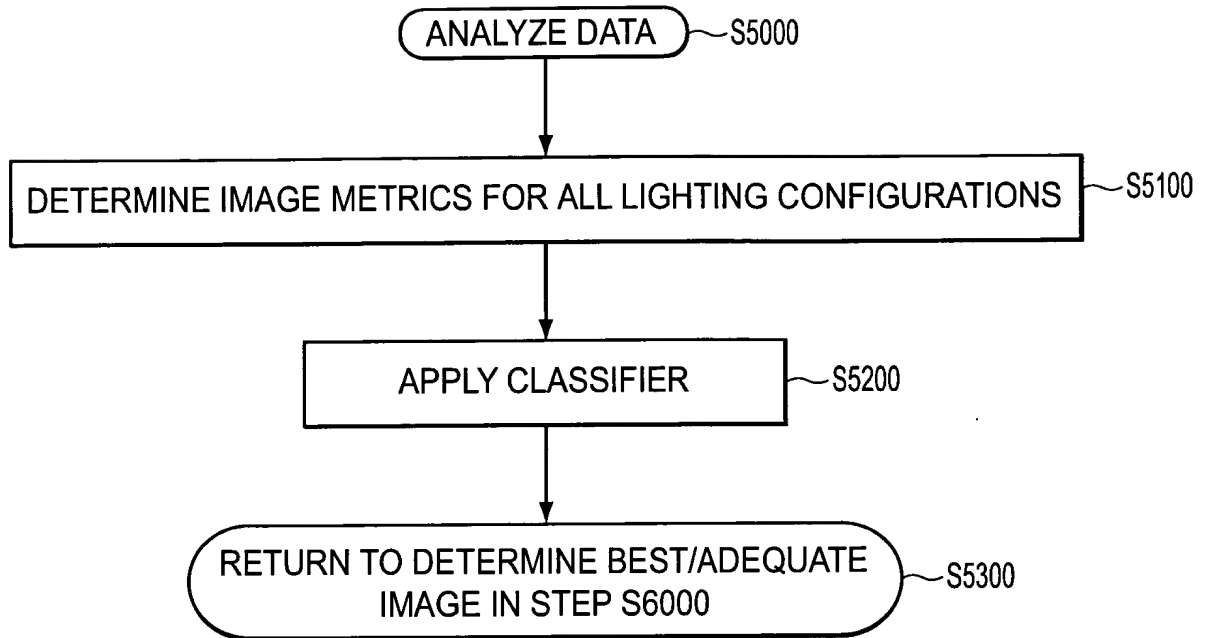 ANALYZE DATA S5000
DETERMINE IMAGE METRICS FOR ALL LIGHTING CONFIGURATIONS S5100
APPLY CLASSIFIER S5200
RETURN TO DETERMINE BEST/ADEQUATE S5300
IMAGE IN STEP S6000